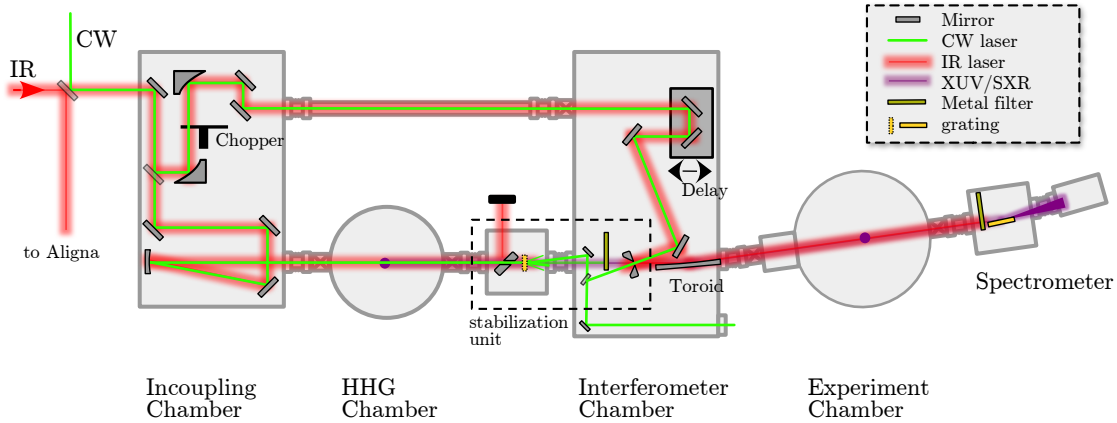 CW
IR
Chopper
to Aligna
Delay
Toroid
stabilization
unit
Spectrometer
Mirror
CW laser
IR laser
XUV/SXR
Metal filter
grating
Incoupling
Chamber
HHG
Chamber
Interferometer
Chamber
Experiment
Chamber